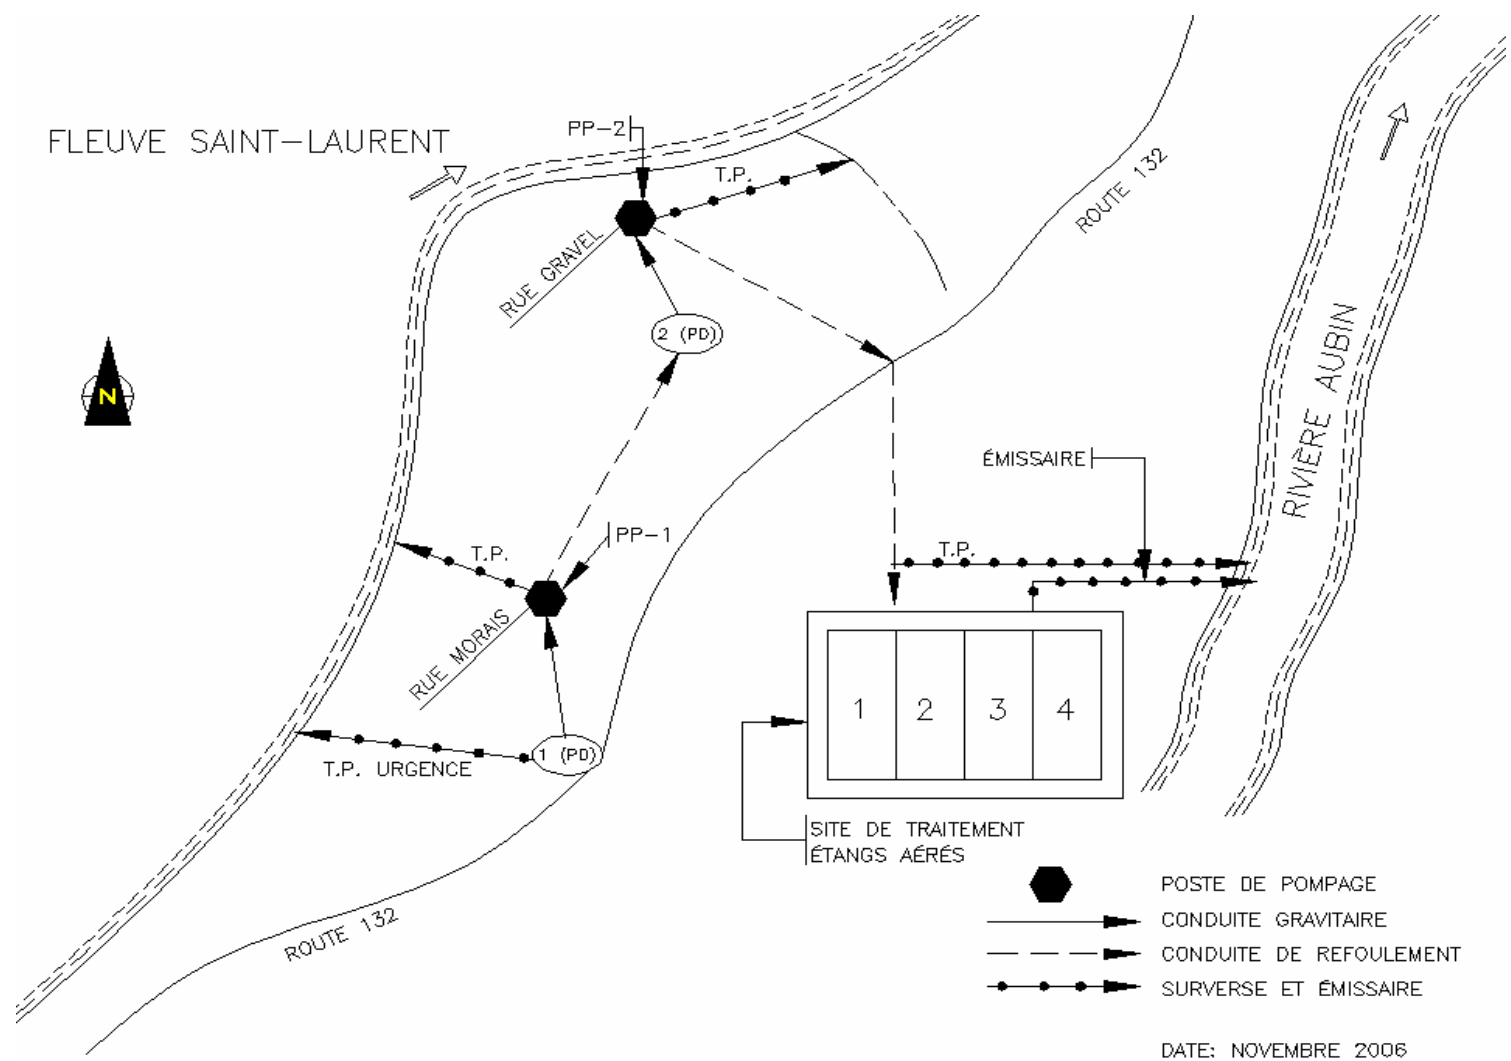 FLEUVE SAINT-LAURENT
PP-2
T.P.
ROUTE 132
RUE GRAVEL
2 (PD)
N
RIVIÈRE AUBIN
ÉMISSAIRE
T.P.
PP-1
T.P.
RUE MORAIS
1 (PD)
T.P. URGENCE
1 2 3 4
SITE DE TRAITEMENT
ÉTANGS AÉRÉS
ROUTE 132
POSTE DE POMPAGE
CONDUITE GRAVITAIRE
CONDUITE DE REFOULEMENT
SURVERSE ET ÉMISSAIRE
DATE: NOVEMBRE 2006